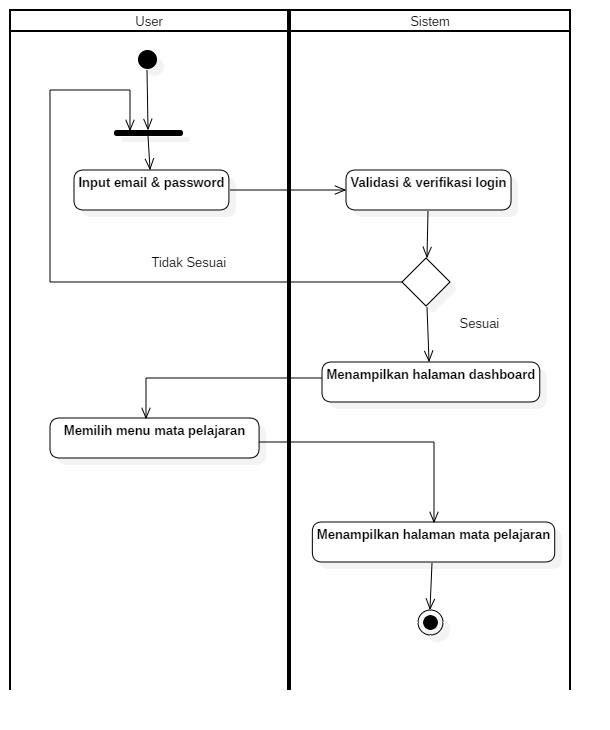 User
Sistem
Input email & password
Validasi & verifikasi login
Tidak Sesuai
Sesuai
Menampilkan halaman dashboard
Memilih menu mata pelajaran
Menampilkan halaman mata pelajaran